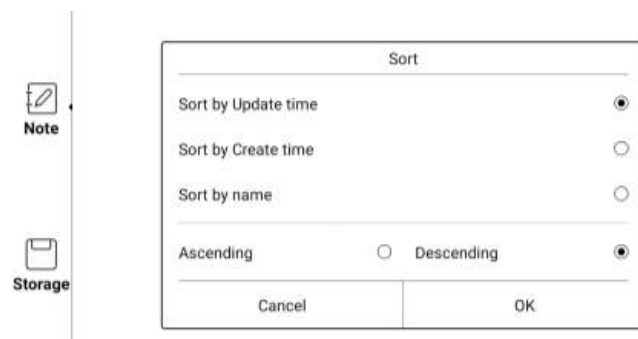 Sort
Sort by Update time
Note
Sort by Create time
Sort by name
Ascending Descending
Storage
Cancel OK